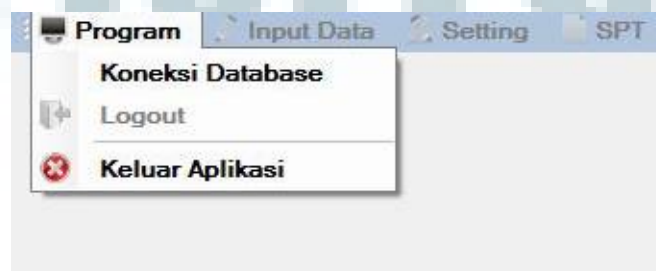 Program Input Data Setting SPT
Koneksi Database
Logout
Keluar Aplikasi